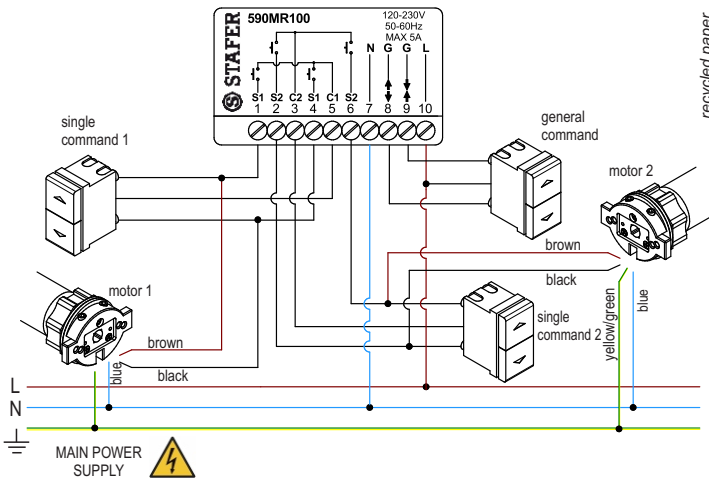 STAFER
590MR100
120-230V
50-60Hz
MAX 5A
N G G L
S1 S2 C2 S1 C1 S2
1 2 3 4 5 6 7 8 9 10
recycled paper
single
command 1
general
command
motor 2
brown
black
motor 1
brown
blue
black
single
command 2
yellow/green
blue
L
N
MAIN POWER
SUPPLY